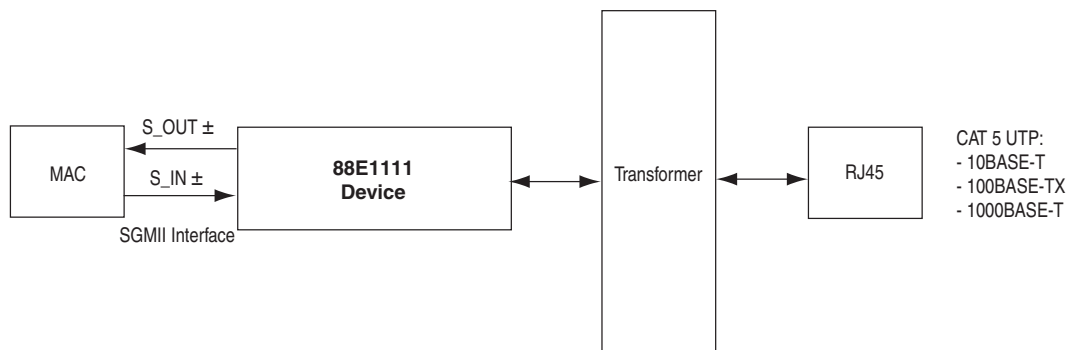 S_OUT ±
MAC
S_IN ±
SGMII Interface
88E1111
Device
Transformer
RJ45
CAT 5 UTP:
- 10BASE-T
- 100BASE-TX
- 1000BASE-T